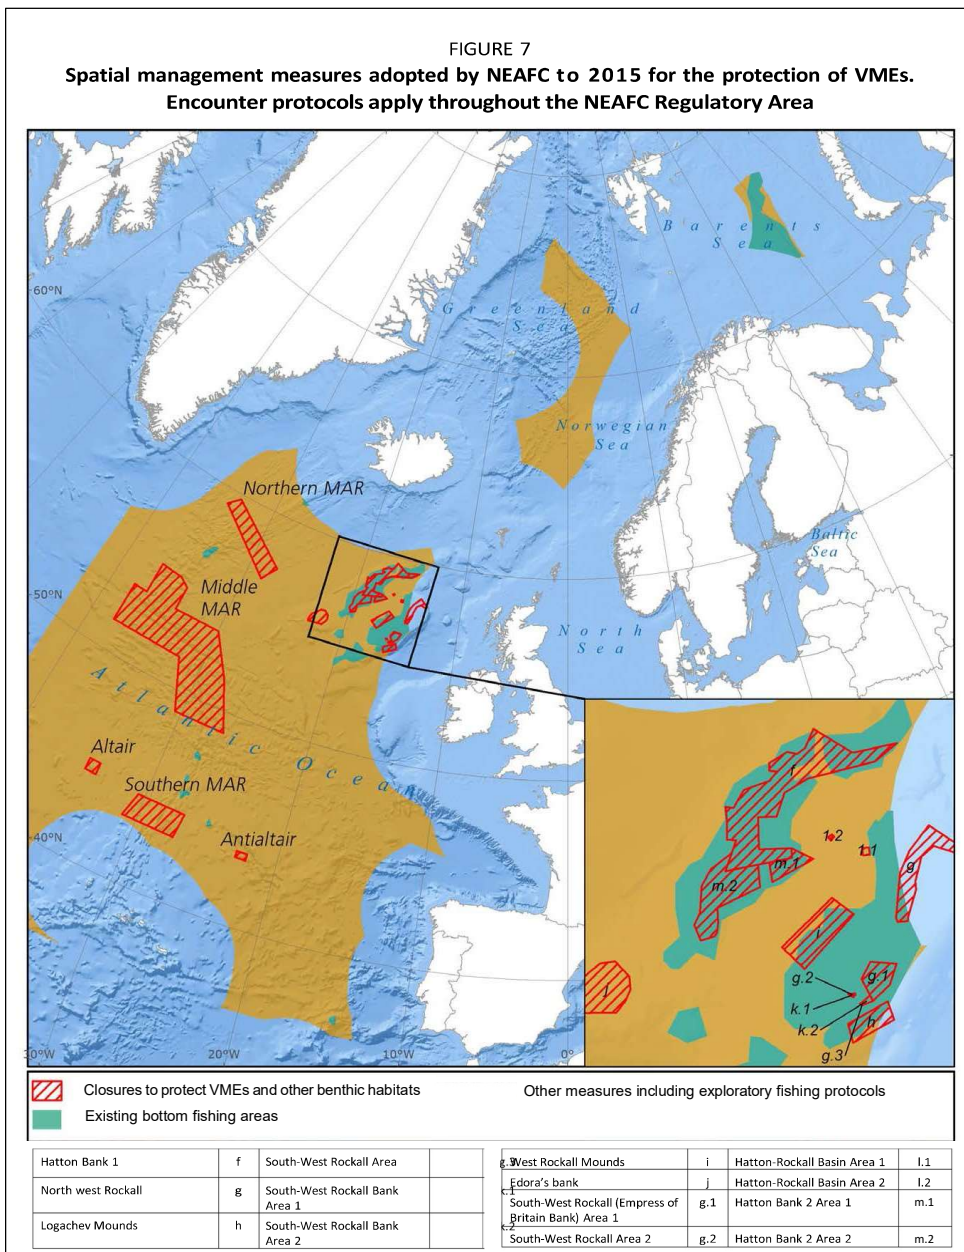 FIGURE 7
Spatial management measures adopted by NEAFC to 2015 for the protection of VMEs.
Encounter protocols apply throughout the NEAFC Regulatory Area
Barents
Sea
60°N
Greenland
Sea
Norwegian
Sea
Northern MAR
Baltic
Sea
50°N
Middle
MAR
North
Sea
Atlantic Ocean
Altair
Southern MAR
40°N
Antialtair
f
1.2
1.1
m.1
m.2
g
i
g.2
g.1
j
k.1
k.2
h
g.3
20°W
10°W
0°
Closures to protect VMEs and other benthic habitats
Other measures including exploratory fishing protocols
Existing bottom fishing areas
Hatton Bank 1 f South-West Rockall Area g.3
North west Rockall g South-West Rockall Bank
Area 1 k.1
Logachev Mounds h South-West Rockall Bank
Area 2 k.2
West Rockall Mounds i Hatton-Rockall Basin Area 1 l.1
Edora's bank j Hatton-Rockall Basin Area 2 l.2
South-West Rockall (Empress of
Britain Bank) Area 1 g.1 Hatton Bank 2 Area 1 m.1
South-West Rockall Area 2 g.2 Hatton Bank 2 Area 2 m.2